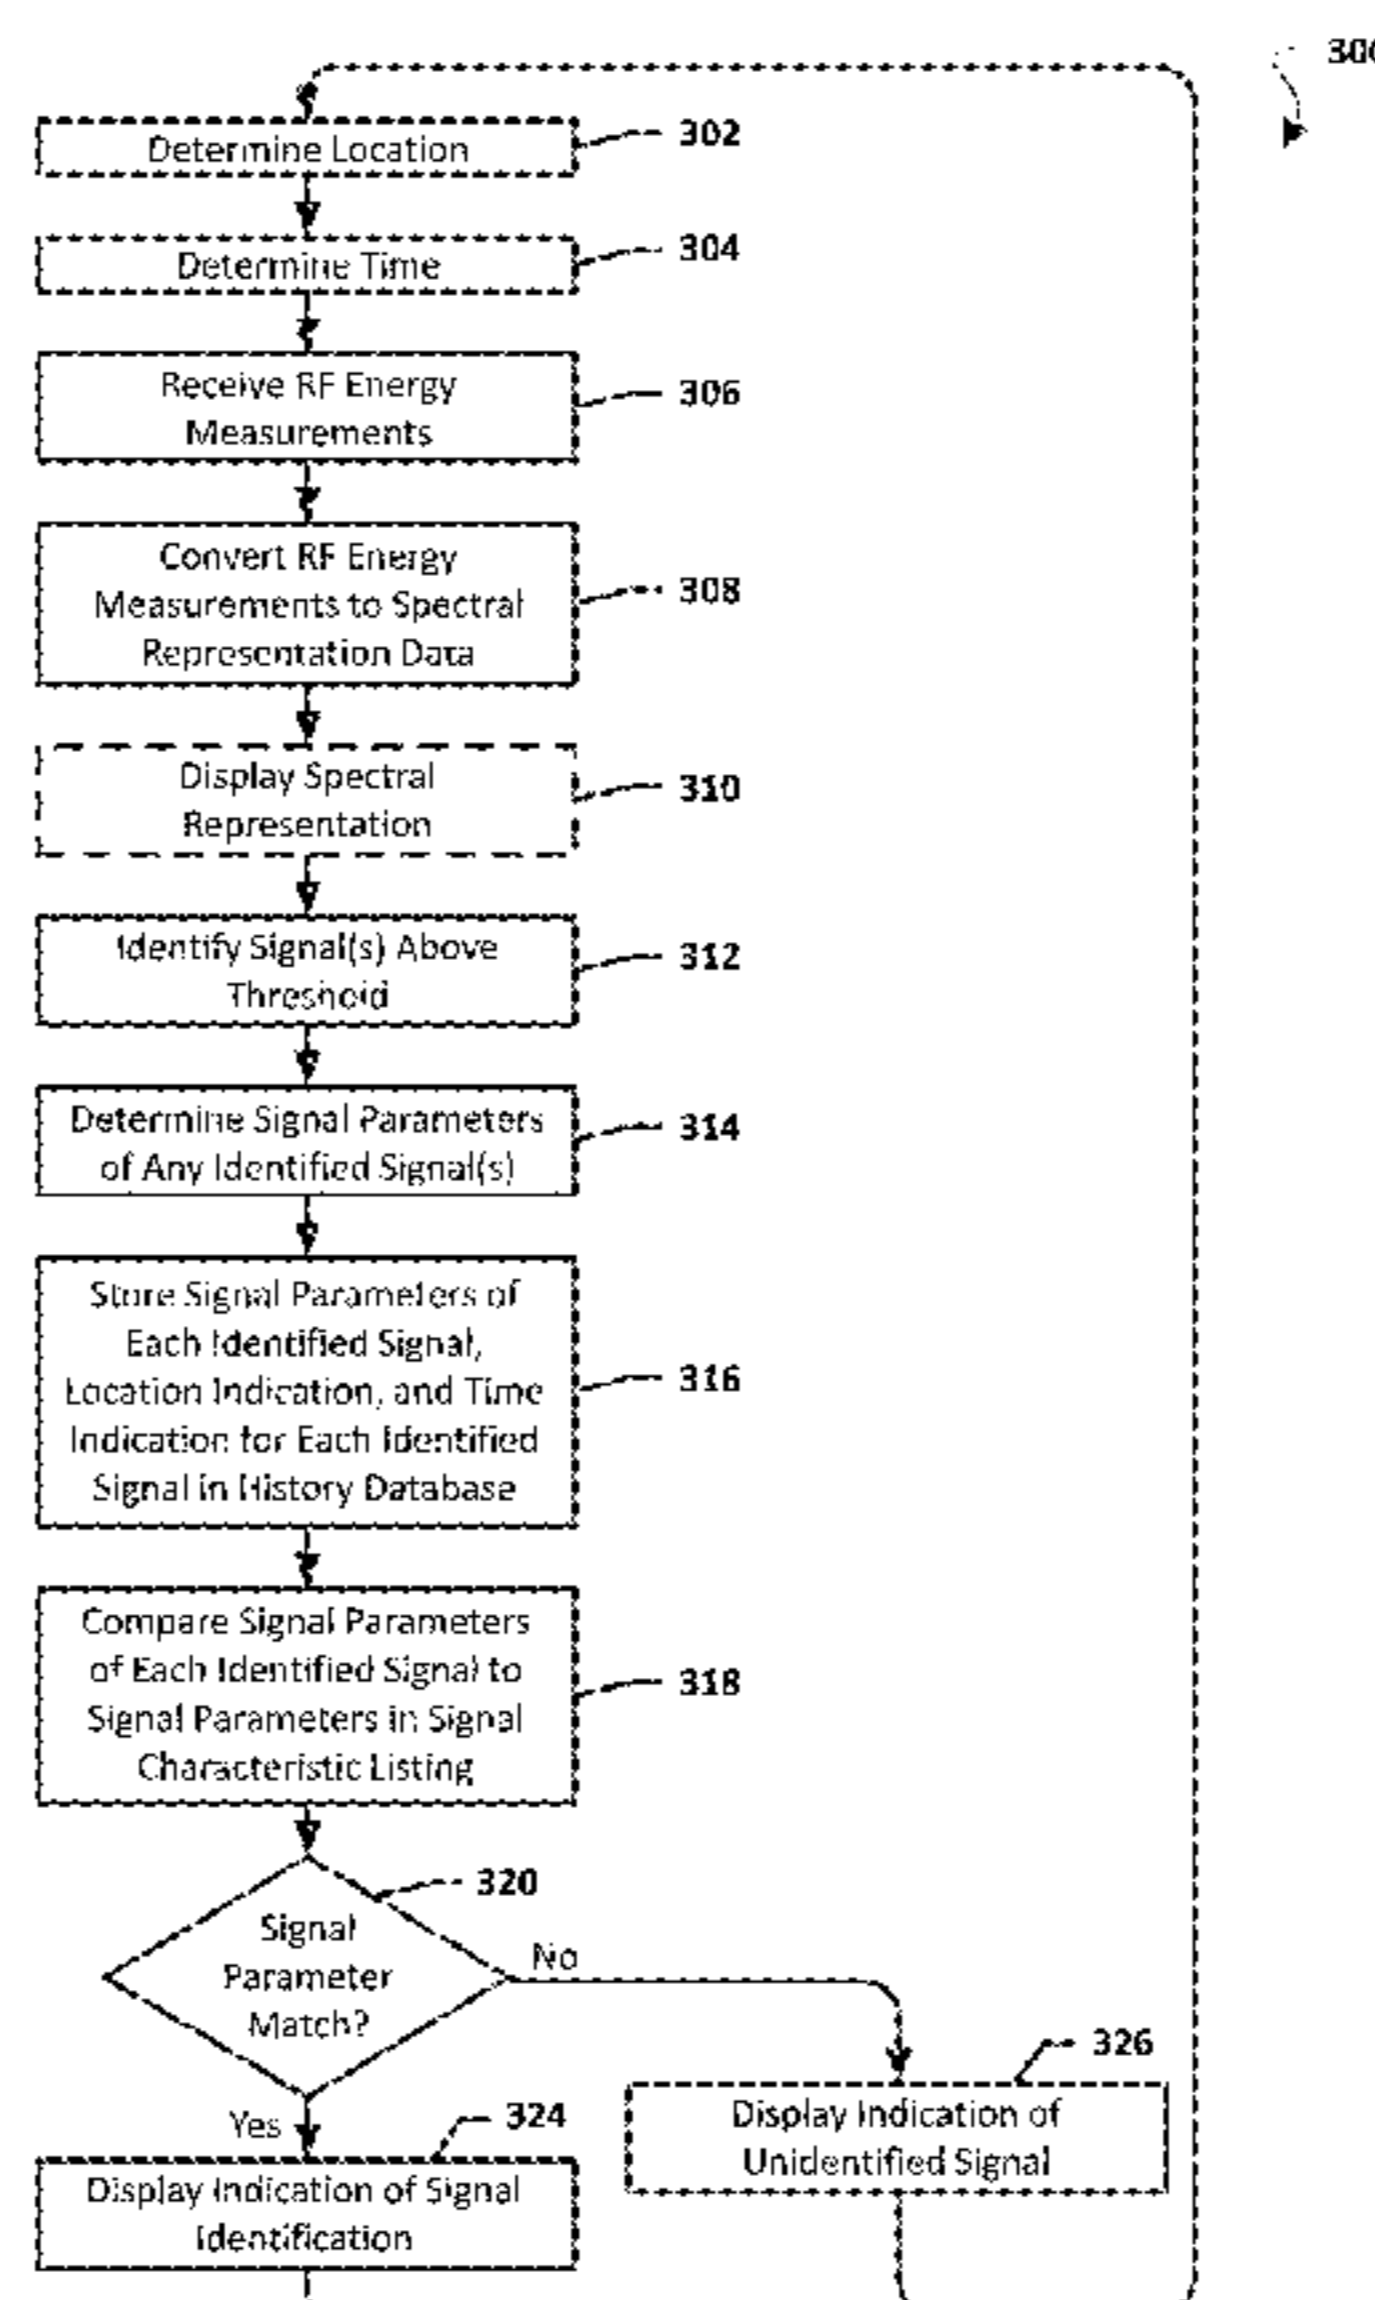 300
Determine Location
302
Determine Time
304
Receive RF Energy
Measurements
306
Convert RF Energy
Measurements to Spectral
Representation Data
308
Display Spectral
Representation
310
Identify Signal(s) Above
Threshold
312
Determine Signal Parameters
of Any Identified Signal(s)
314
Store Signal Parameters of
Each Identified Signal,
Location Indication, and Time
Indication for Each Identified
Signal in History Database
316
Compare Signal Parameters
of Each Identified Signal to
Signal Parameters in Signal
Characteristic Listing
318
320
Signal
Parameter
Match?
No
326
Display Indication of
Unidentified Signal
Yes
324
Display Indication of Signal
Identification